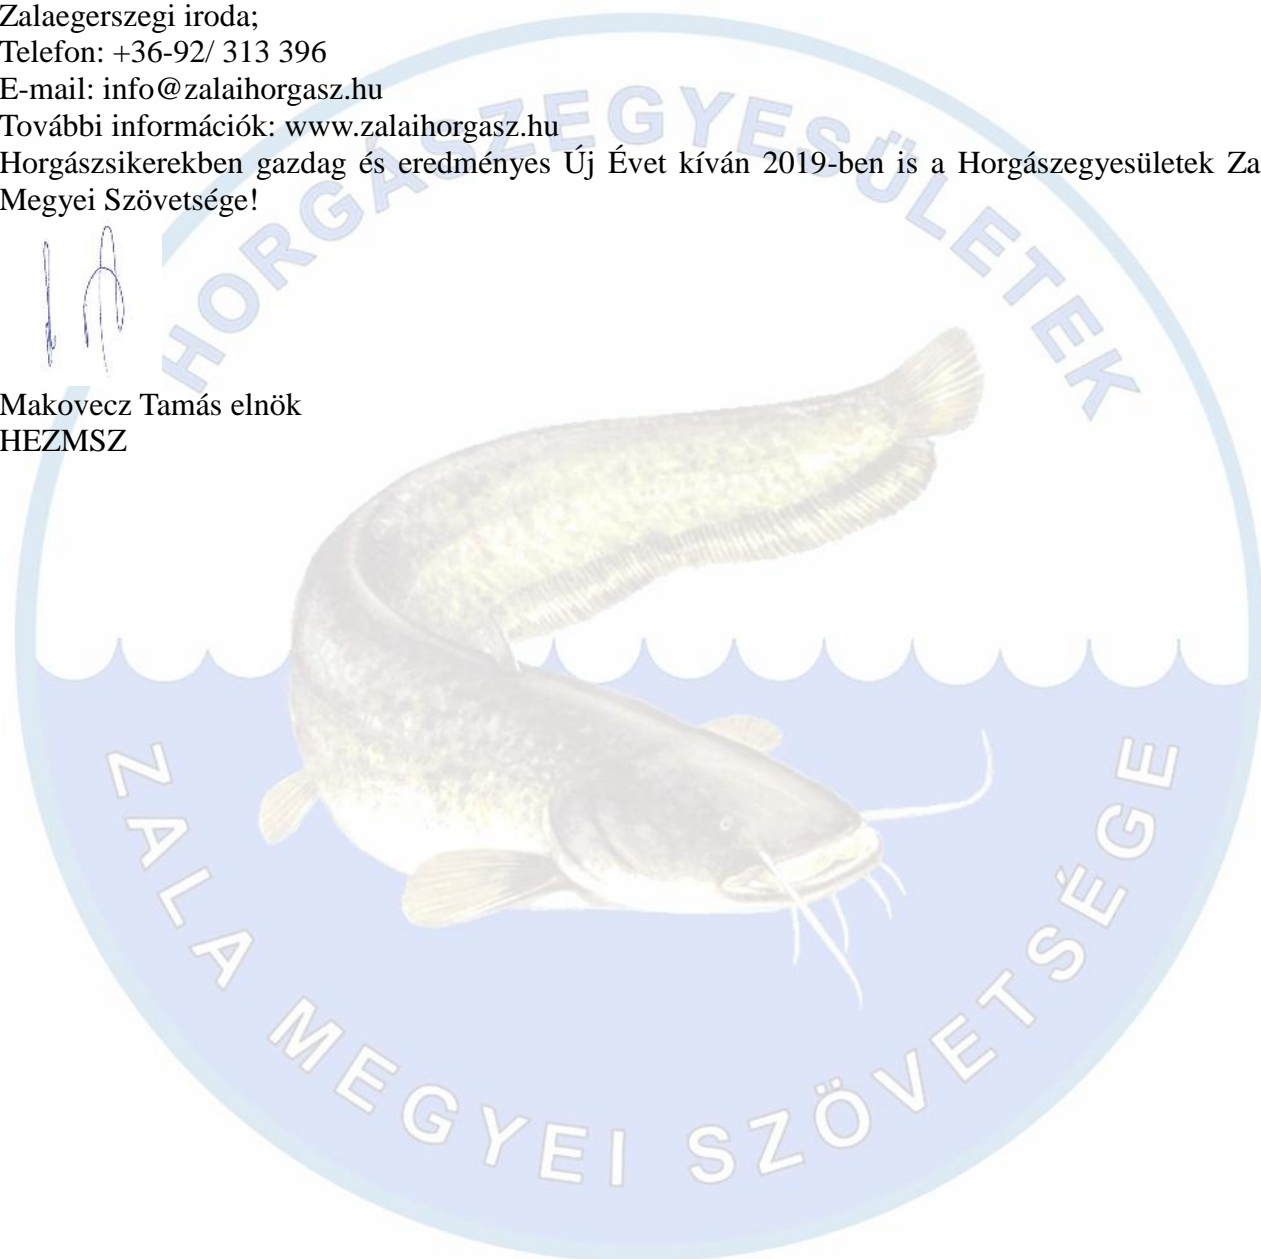 Zalaegerszegi iroda;
Telefon: +36-92/ 313 396
E-mail: info@zalaihorgasz.hu
További információk: www.zalaihorgasz.hu
Horgászsikerekben gazdag és eredményes Új Évet kíván 2019-ben is a Horgászegyesületek Za
Megyei Szövetsége!
Makovecz Tamás elnök
HEZMSZ
HORGÁSZEGYESÜLETEK
ZALA MEGYEI SZÖVETSÉGE